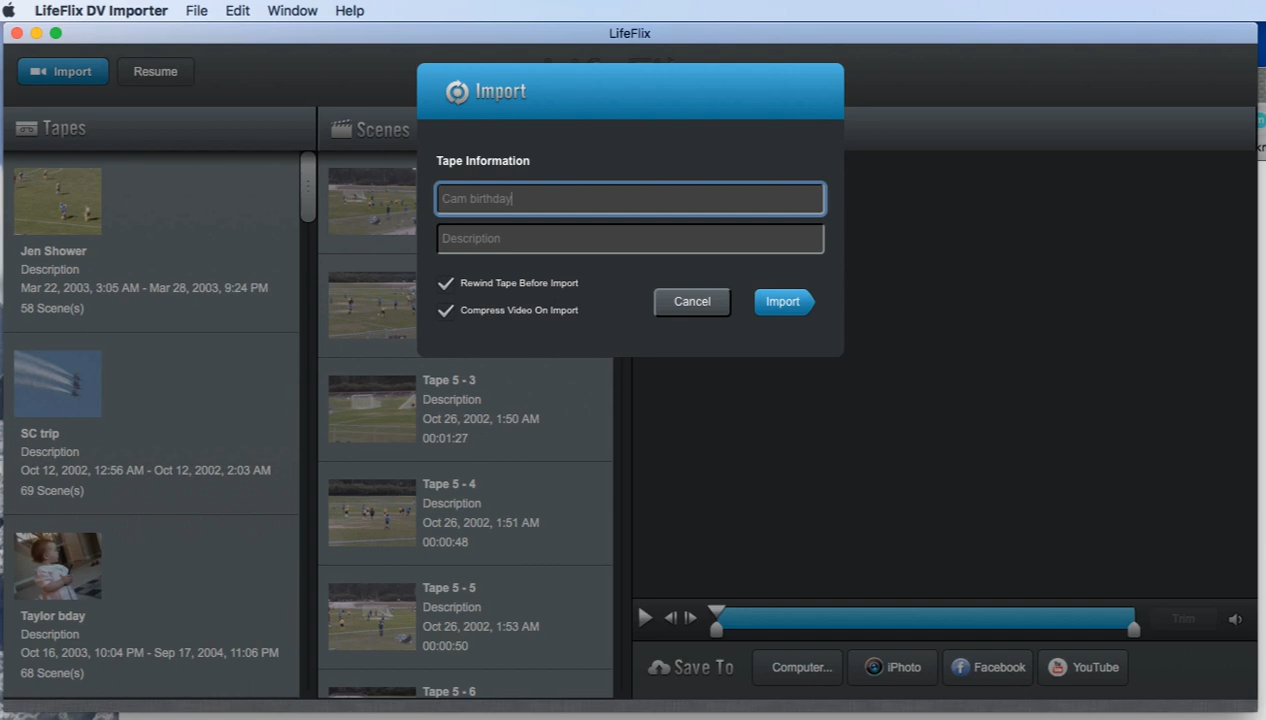 LifeFlix DV Importer File Edit Window Help
LifeFlix
Import Resume
Import
Tapes
Scenes
Tape Information
Cam birthday
Description
Rewind Tape Before Import
Compress Video On Import
Cancel Import
Jen Shower
Description
Mar 22, 2003, 3:05 AM - Mar 28, 2003, 9:24 PM
58 Scene(s)
SC trip
Description
Oct 12, 2002, 12:56 AM - Oct 12, 2002, 2:03 AM
69 Scene(s)
Taylor bday
Description
Oct 16, 2003, 10:04 PM - Sep 17, 2004, 11:06 PM
68 Scene(s)
Tape 5 - 3
Description
Oct 26, 2002, 1:50 AM
00:01:27
Tape 5 - 4
Description
Oct 26, 2002, 1:51 AM
00:00:48
Tape 5 - 5
Description
Oct 26, 2002, 1:53 AM
00:00:50
Tape 5 - 6
Trim
Save To Computer... iPhoto Facebook YouTube